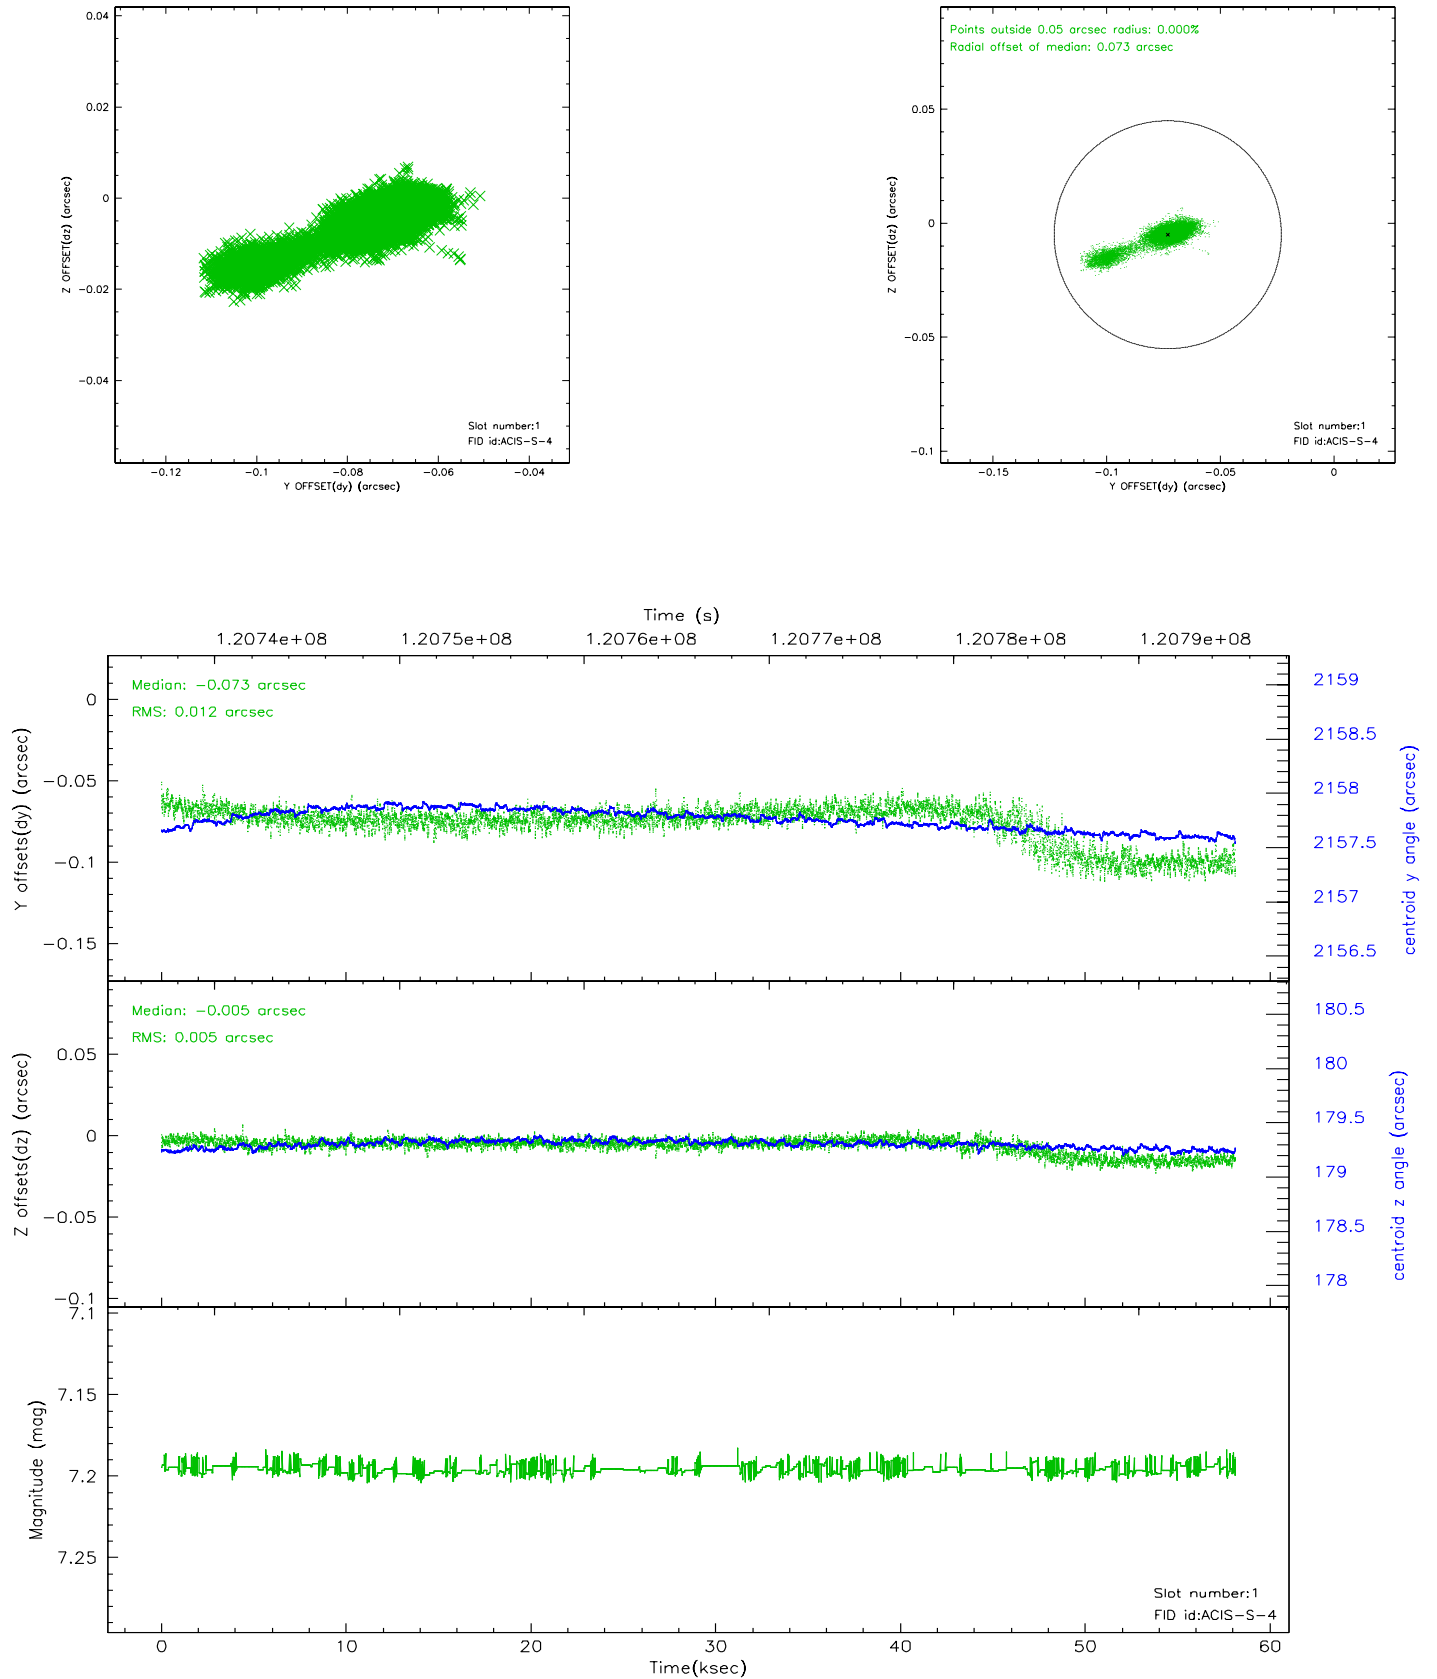 0.04
0.02
0
−0.02
−0.04
Z OFFSET(dz) (arcsec)
Slot number:1
FID id:ACIS−S−4
−0.12 −0.1 −0.08 −0.06 −0.04
Y OFFSET(dy) (arcsec)
Points outside 0.05 arcsec radius: 0.000%
Radial offset of median: 0.073 arcsec
0.05
0
−0.05
−0.1
Z OFFSET(dz) (arcsec)
Slot number:1
FID id:ACIS−S−4
−0.15 −0.1 −0.05 0
Y OFFSET(dy) (arcsec)
Time (s)
1.2074e+08 1.2075e+08 1.2076e+08 1.2077e+08 1.2078e+08 1.2079e+08
Median: −0.073 arcsec
RMS: 0.012 arcsec
0
−0.05
−0.1
−0.15
Y offsets(dy) (arcsec)
2159
2158.5
2158
2157.5
2157
2156.5
centroid y angle (arcsec)
Median: −0.005 arcsec
RMS: 0.005 arcsec
0.05
0
−0.05
−0.1
Z offsets(dz) (arcsec)
180.5
180
179.5
179
178.5
178
centroid z angle (arcsec)
7.1
7.15
7.2
7.25
Magnitude (mag)
Slot number:1
FID id:ACIS−S−4
0 10 20 30 40 50 60
Time(ksec)